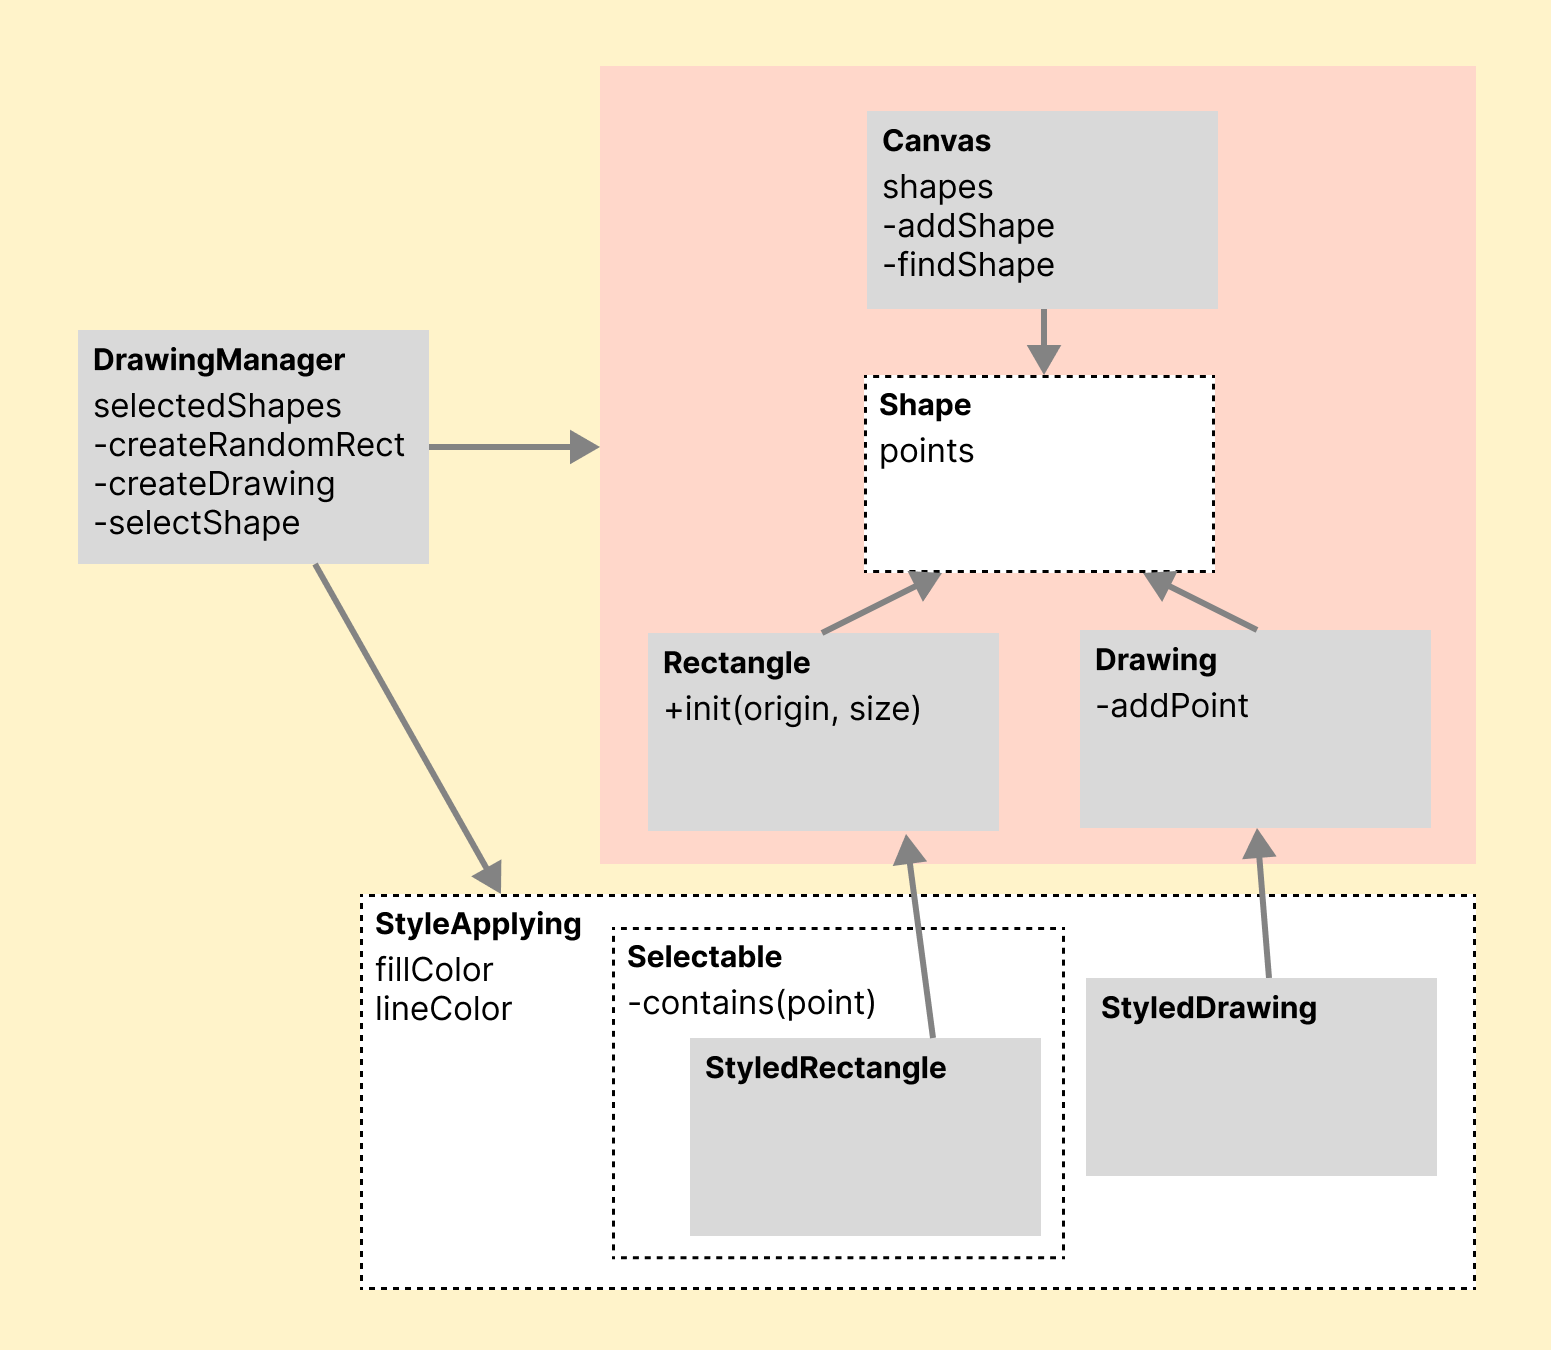 Canvas
shapes
-addShape
-findShape
DrawingManager
selectedShapes
-createRandomRect
-createDrawing
-selectShape
Shape
points
Rectangle
+init(origin, size)
Drawing
-addPoint
StyleApplying
fillColor
lineColor
Selectable
-contains(point)
StyledRectangle
StyledDrawing